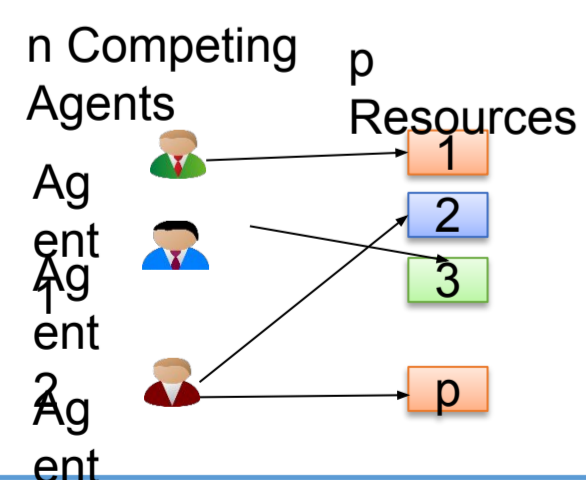 n Competing
Agents
p
Resources
Ag
ent
1
Ag
ent
2
Ag
ent
1
2
3
p